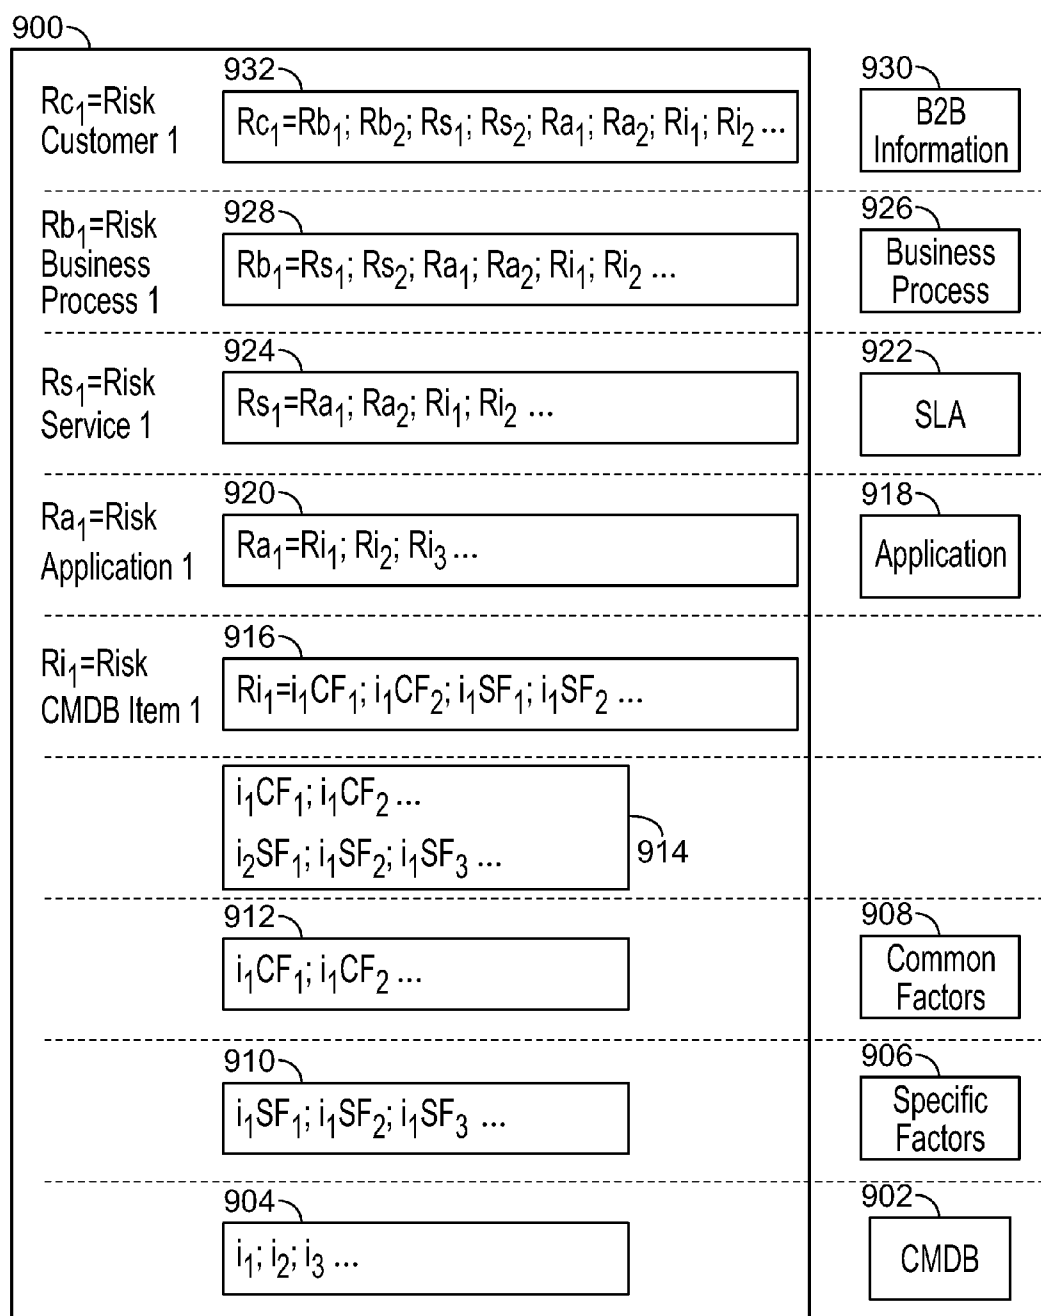 900
932
930
Rc₁=Risk
Customer 1
Rc₁=Rb₁; Rb₂; Rs₁; Rs₂; Ra₁; Ra₂; Ri₁; Ri₂ ...
B2B
Information
928
926
Rb₁=Risk
Business
Process 1
Rb₁=Rs₁; Rs₂; Ra₁; Ra₂; Ri₁; Ri₂ ...
Business
Process
924
922
Rs₁=Risk
Service 1
Rs₁=Ra₁; Ra₂; Ri₁; Ri₂ ...
SLA
920
918
Ra₁=Risk
Application 1
Ra₁=Ri₁; Ri₂; Ri₃ ...
Application
916
Ri₁=Risk
CMDB Item 1
Ri₁=i₁CF₁; i₁CF₂; i₁SF₁; i₁SF₂ ...
i₁CF₁; i₁CF₂ ...
i₂SF₁; i₁SF₂; i₁SF₃ ...
914
912
908
i₁CF₁; i₁CF₂ ...
Common
Factors
910
906
i₁SF₁; i₁SF₂; i₁SF₃ ...
Specific
Factors
904
902
i₁; i₂; i₃ ...
CMDB